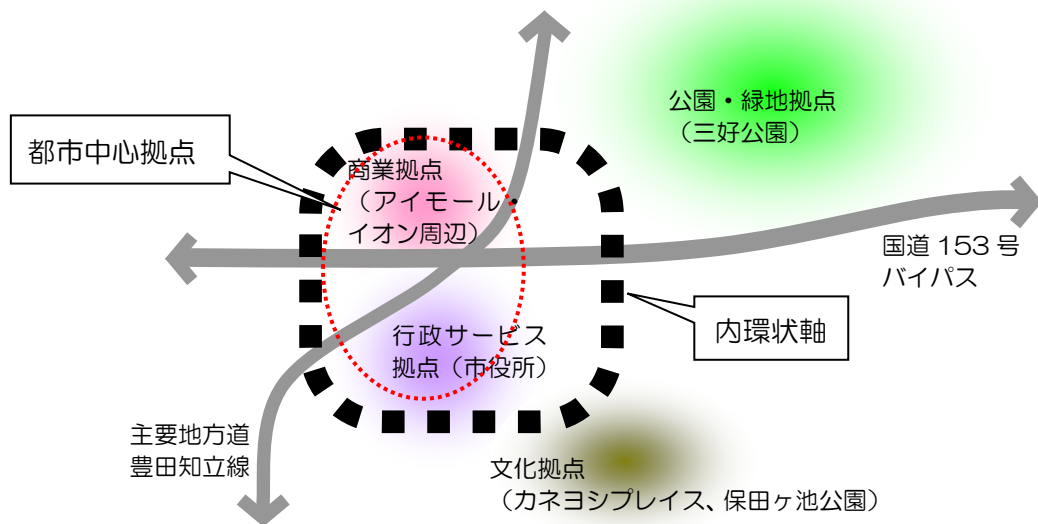 公園・緑地拠点
（三好公園）
都市中心拠点
商業拠点
（アイモール・
イオン周辺）
国道 153 号
バイパス
内環状軸
行政サービス
拠点（市役所）
主要地方道
豊田知立線
文化拠点
（カネヨシプレイス、保田ヶ池公園）